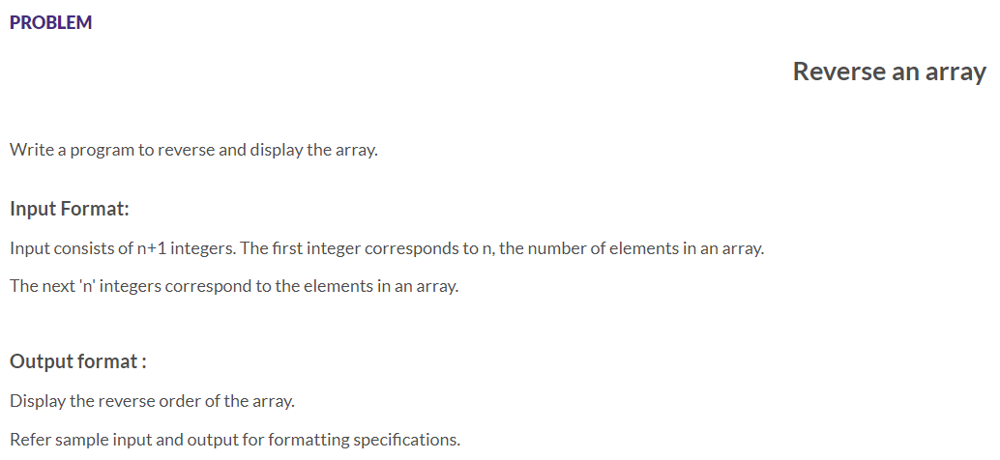 PROBLEM
Reverse an array
Write a program to reverse and display the array.
Input Format:
Input consists of n+1 integers. The first integer corresponds to n, the number of elements in an array.
The next 'n' integers correspond to the elements in an array.
Output format :
Display the reverse order of the array.
Refer sample input and output for formatting specifications.